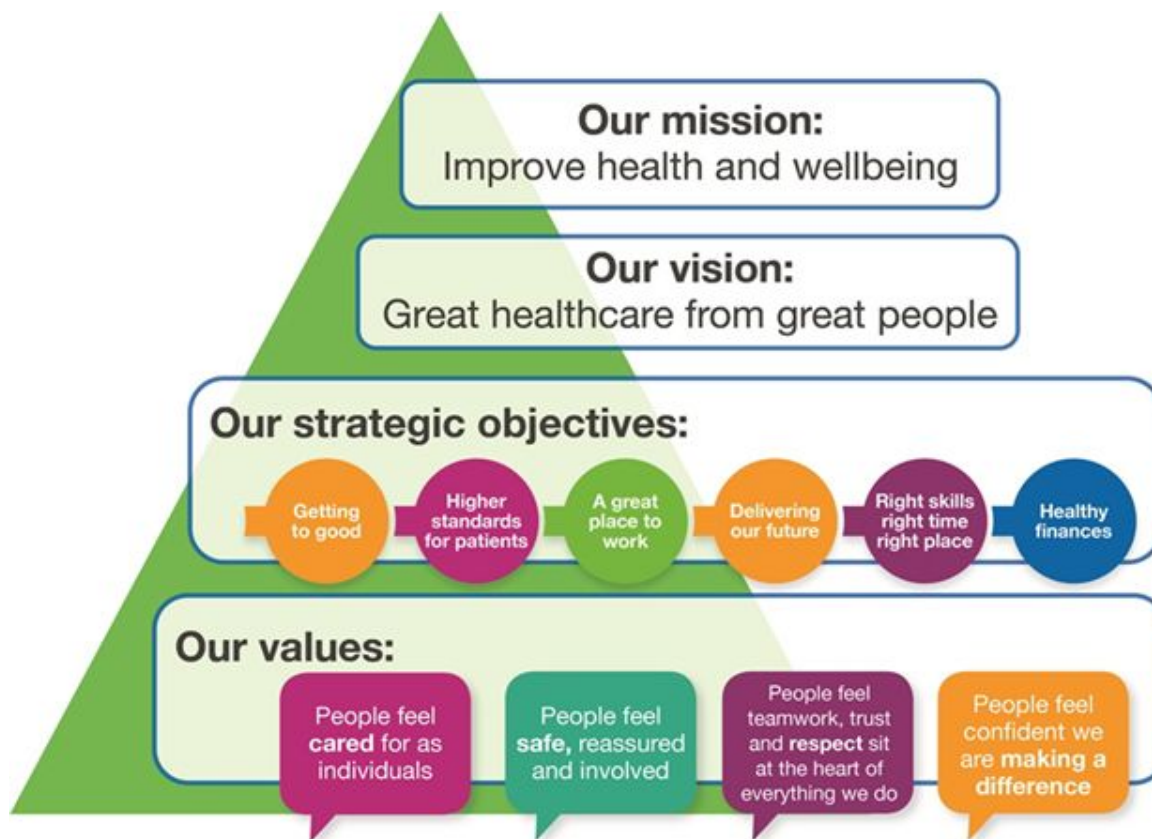 Our mission:
Improve health and wellbeing
Our vision:
Great healthcare from great people
Our strategic objectives:
Getting
to good
Higher
standards
for patients
A great
place to
work
Delivering
our future
Right skills
right time
right place
Healthy
finances
Our values:
People feel
cared for as
individuals
People feel
safe, reassured
and involved
People feel
teamwork, trust
and respect sit
at the heart of
everything we do
People feel
confident we
are making a
difference